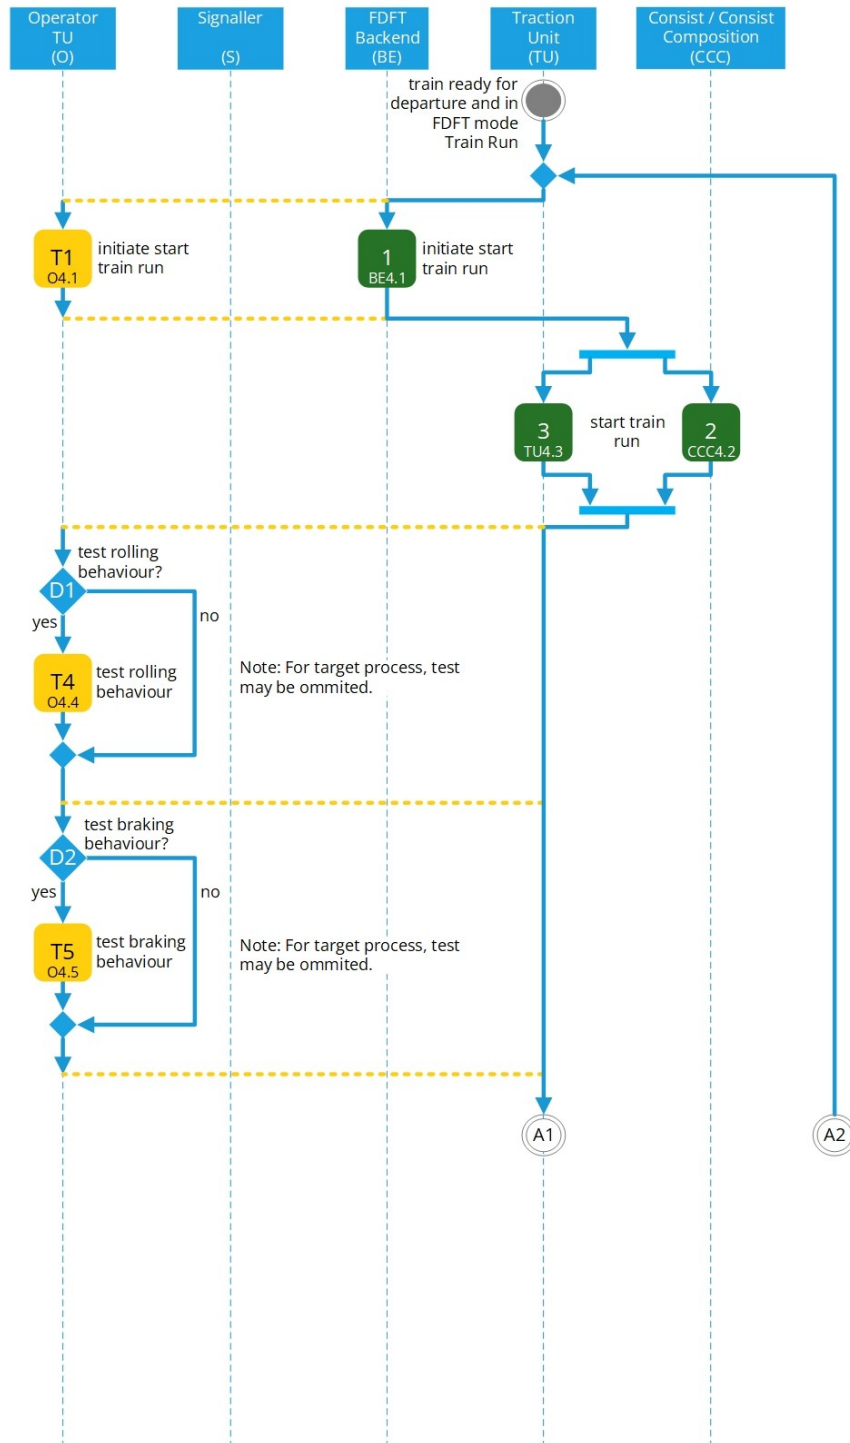 Operator
TU
(O)
Signaller
(S)
FDFT
Backend
(BE)
Traction
Unit
(TU)
Consist / Consist
Composition
(CCC)
train ready for
departure and in
FDFT mode
Train Run
T1
O4.1
initiate start
train run
1
BE4.1
initiate start
train run
3
TU4.3
start train
run
2
CCC4.2
test rolling
behaviour?
D1
yes
no
T4
O4.4
test rolling
behaviour
Note: For target process, test
may be ommited.
test braking
behaviour?
D2
yes
no
T5
O4.5
test braking
behaviour
Note: For target process, test
may be ommited.
A1
A2